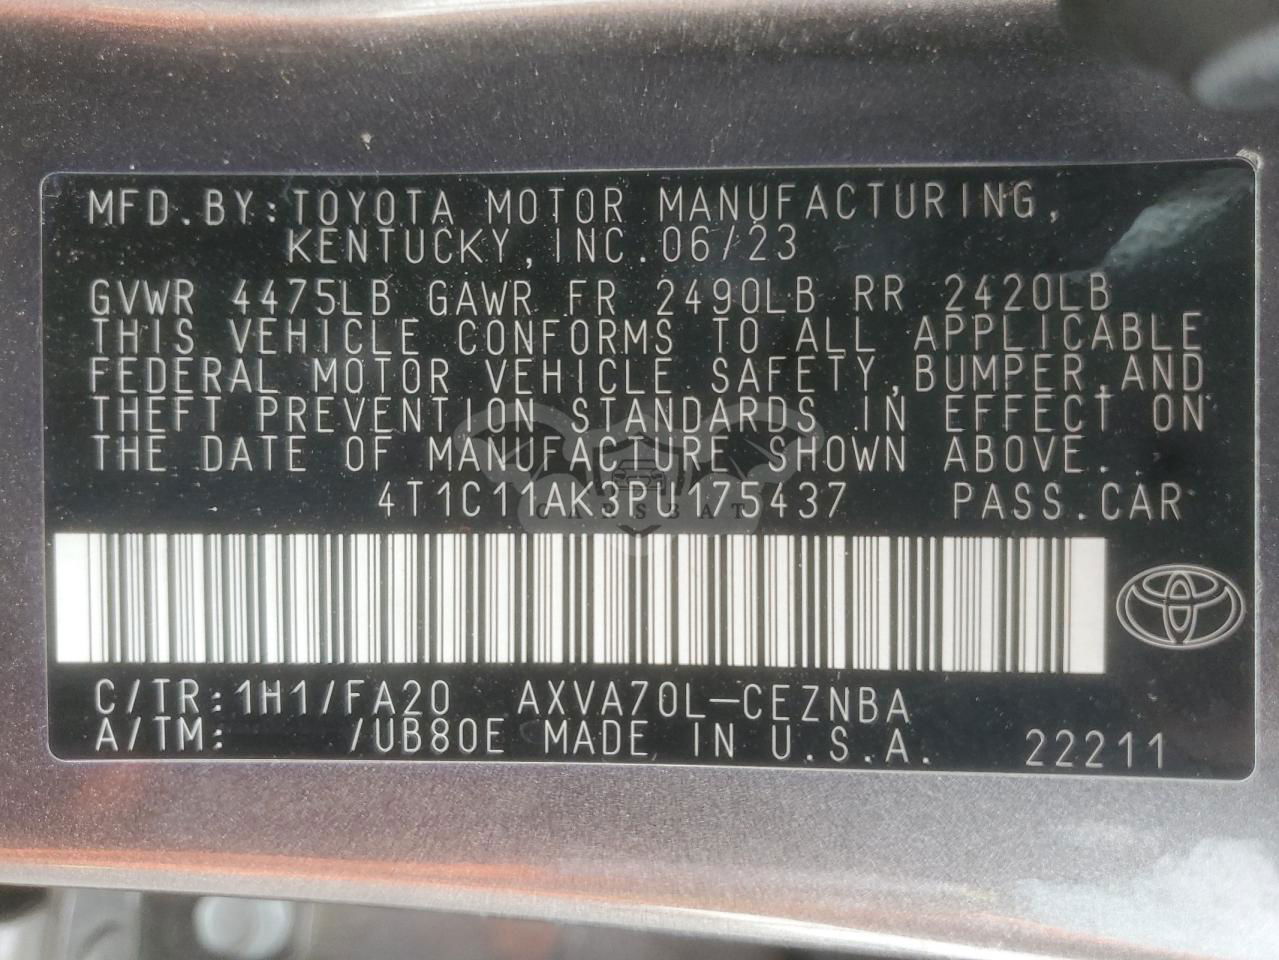 MFD.BY:TOYOTA MOTOR MANUFACTURING,
KENTUCKY,INC.06/23
GVWR 4475LB GAWR FR 2490LB RR 2420LB
THIS VEHICLE CONFORMS TO ALL APPLICABLE
FEDERAL MOTOR VEHICLE SAFETY,BUMPER,AND
THEFT PREVENTION STANDARDS IN EFFECT ON
THE DATE OF MANUFACTURE SHOWN ABOVE.
4T1C11AK3PU175437 PASS.CAR
CARSBAT
C/TR:1H1/FA20 AXVA70L-CEZNBA
A/TM: /UB80E MADE IN U.S.A. 22211